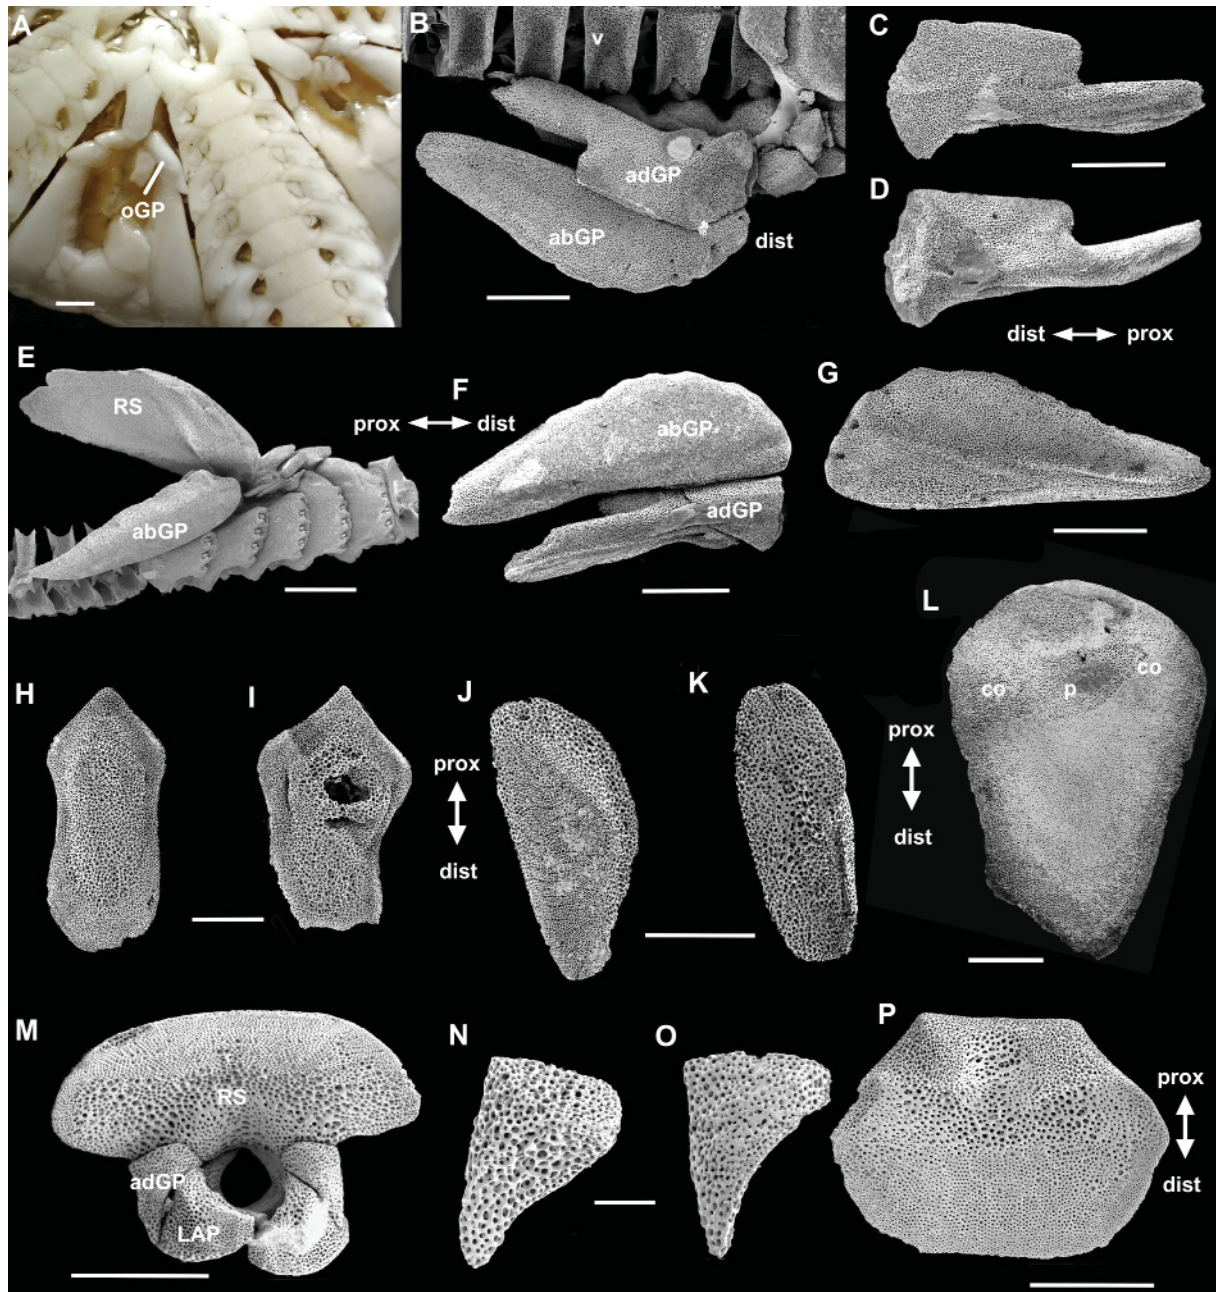 A
oGP
B
v
adGP
abGP
dist
C
D
dist prox
E
RS
abGP
prox dist
F
abGP
adGP
G
H
I
J
prox
dist
K
L
co
p
co
prox
dist
M
RS
adGP
LAP
N
O
P
prox
dist